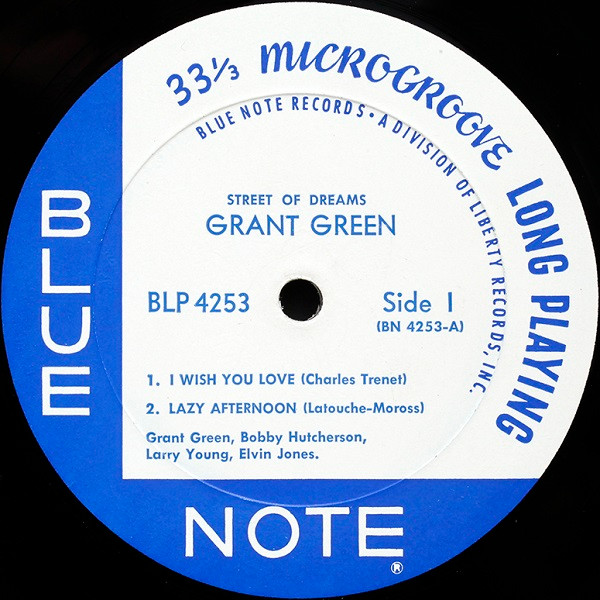 33⅓ MICROGROOVE LONG PLAYING
BLUE NOTE RECORDS • A DIVISION OF LIBERTY RECORDS, INC.
STREET OF DREAMS
GRANT GREEN
BLP 4253
Side 1
(BN 4253-A)
1. I WISH YOU LOVE (Charles Trenet)
2. LAZY AFTERNOON (Latouche-Moross)
Grant Green, Bobby Hutcherson,
Larry Young, Elvin Jones.
BLUE
NOTE®